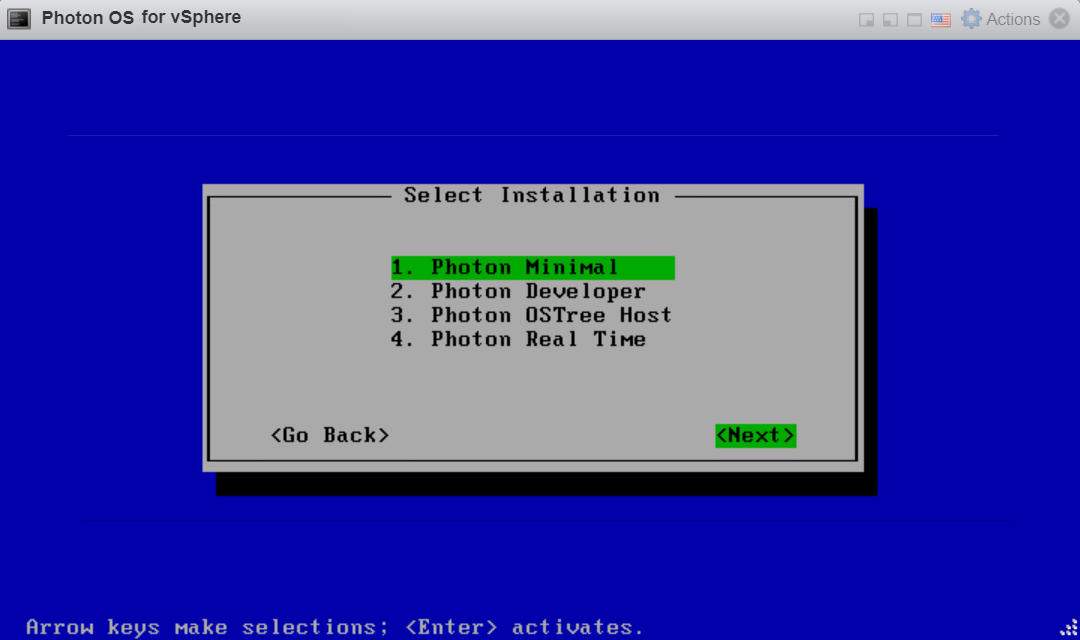 Photon OS for vSphere
Actions
Select Installation
1. Photon Minimal
2. Photon Developer
3. Photon OSTree Host
4. Photon Real Time
<Go Back>
<Next>
Arrow keys make selections; <Enter> activates.